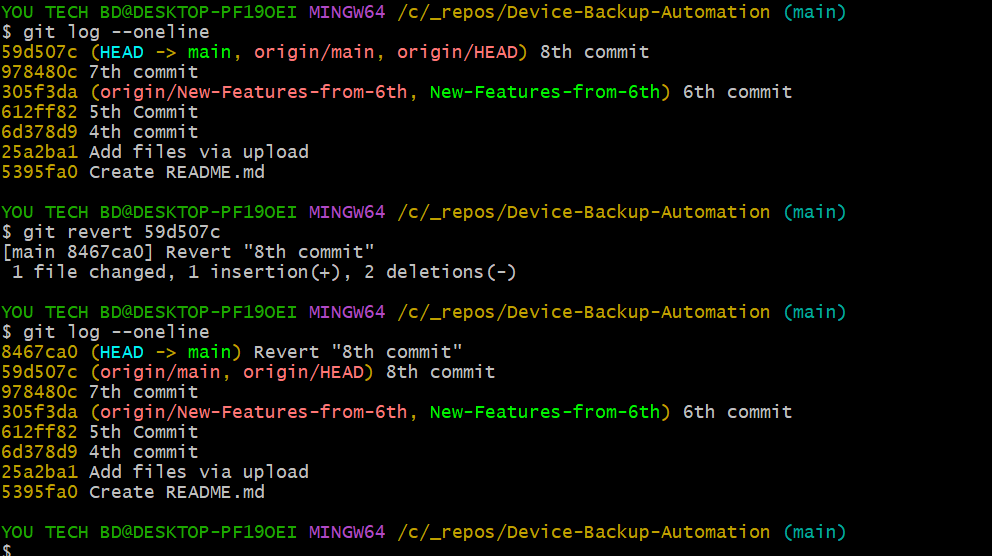 YOU TECH BD@DESKTOP-PF19OEI MINGW64 /c/_repos/Device-Backup-Automation (main)
$ git log --oneline
59d507c (HEAD -> main, origin/main, origin/HEAD) 8th commit
978480c 7th commit
305f3da (origin/New-Features-from-6th, New-Features-from-6th) 6th commit
612ff82 5th Commit
6d378d9 4th commit
25a2ba1 Add files via upload
5395fa0 Create README.md
YOU TECH BD@DESKTOP-PF19OEI MINGW64 /c/_repos/Device-Backup-Automation (main)
$ git revert 59d507c
[main 8467ca0] Revert "8th commit"
1 file changed, 1 insertion(+), 2 deletions(-)
YOU TECH BD@DESKTOP-PF19OEI MINGW64 /c/_repos/Device-Backup-Automation (main)
$ git log --oneline
8467ca0 (HEAD -> main) Revert "8th commit"
59d507c (origin/main, origin/HEAD) 8th commit
978480c 7th commit
305f3da (origin/New-Features-from-6th, New-Features-from-6th) 6th commit
612ff82 5th Commit
6d378d9 4th commit
25a2ba1 Add files via upload
5395fa0 Create README.md
YOU TECH BD@DESKTOP-PF19OEI MINGW64 /c/_repos/Device-Backup-Automation (main)
$